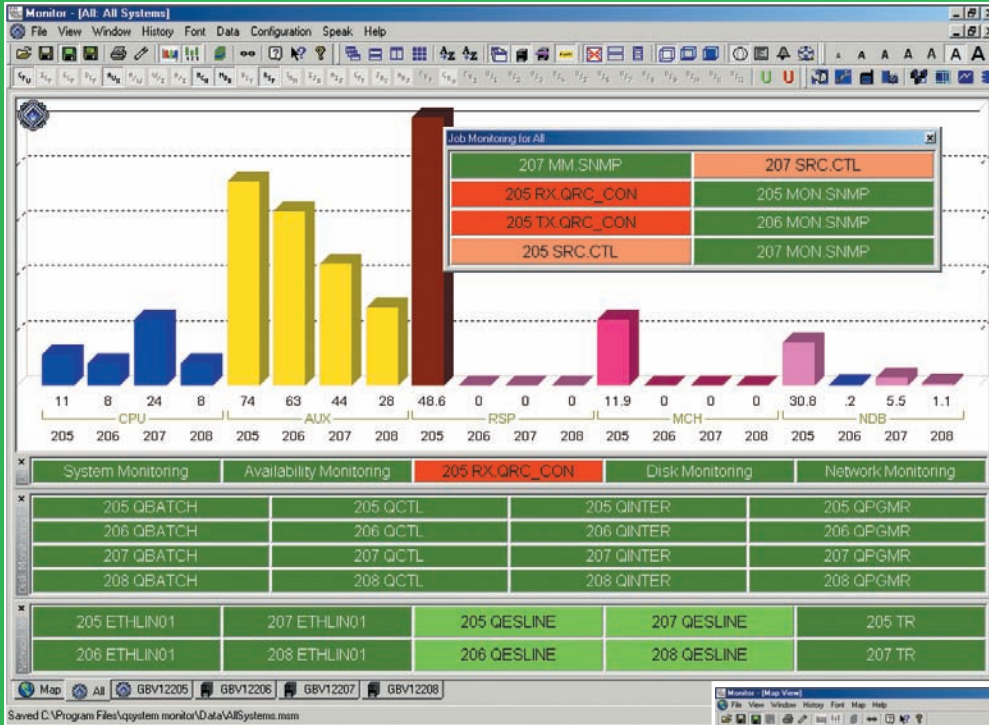 Monitor - [All: All Systems]
File View Window History Font Data Configuration Speak Help
Job Monitoring for All
207 MM.SNMP 207 SRC.CTL
205 RX.QRC_CON 205 MON.SNMP
205 TX.QRC_CON 206 MON.SNMP
205 SRC.CTL 207 MON.SNMP
11 8 24 8 74 63 44 28 48.6 0 0 0 11.9 0 0 0 30.8 .2 5.5 1.1
CPU AUX RSP MCH NDB
205 206 207 208 205 206 207 208 205 206 207 208 205 206 207 208 205 206 207 208
System Monitoring Availability Monitoring 205 RX.QRC_CON Disk Monitoring Network Monitoring
Disk Monitoring
205 QBATCH 205 QCTL 205 QINTER 205 QPGMR
206 QBATCH 206 QCTL 206 QINTER 206 QPGMR
207 QBATCH 207 QCTL 207 QINTER 207 QPGMR
208 QBATCH 208 QCTL 208 QINTER 208 QPGMR
205 ETHLIN01 207 ETHLIN01 205 QESLINE 207 QESLINE 205 TR
206 ETHLIN01 208 ETHLIN01 206 QESLINE 208 QESLINE 207 TR
Map All GBV12205 GBV12206 GBV12207 GBV12208
Saved C:\Program Files\qsystem monitor\Data\AllSystems.msm
Monitor - [Map View]
File View Window History Font Map Help